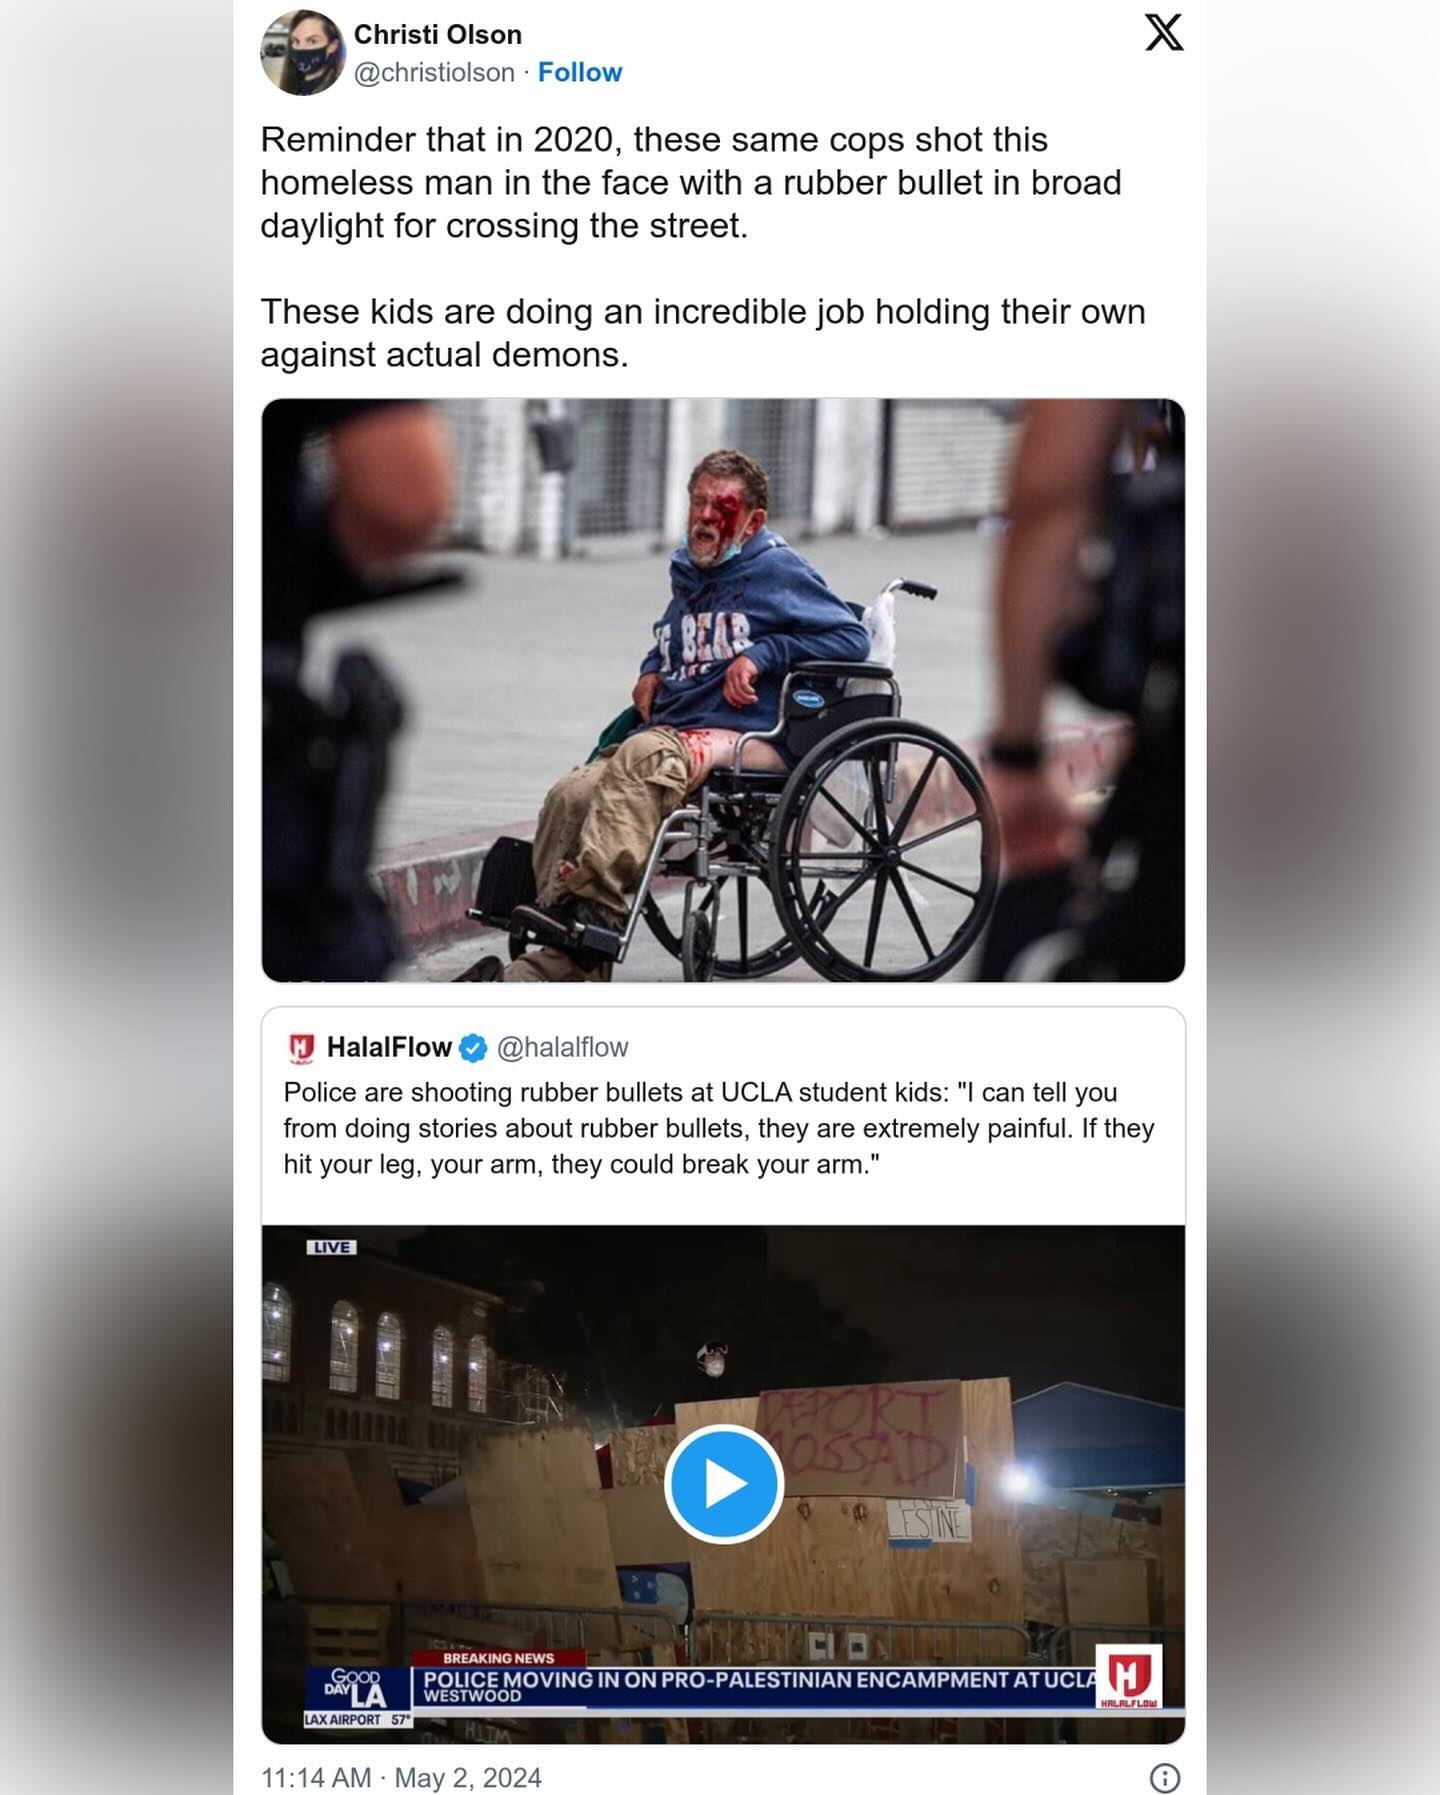 Christi Olson
@christiolson · Follow
Reminder that in 2020, these same cops shot this
homeless man in the face with a rubber bullet in broad
daylight for crossing the street.
These kids are doing an incredible job holding their own
against actual demons.
BEAR
HalalFlow @halalflow
Police are shooting rubber bullets at UCLA student kids: "I can tell you
from doing stories about rubber bullets, they are extremely painful. If they
hit your leg, your arm, they could break your arm."
LIVE
DEPORT
MOSSAD
LESTINE
BREAKING NEWS
GOOD
DAY LA
POLICE MOVING IN ON PRO-PALESTINIAN ENCAMPMENT AT UCLA
WESTWOOD
LAX AIRPORT 57°
H
HALALFLOW
11:14 AM · May 2, 2024